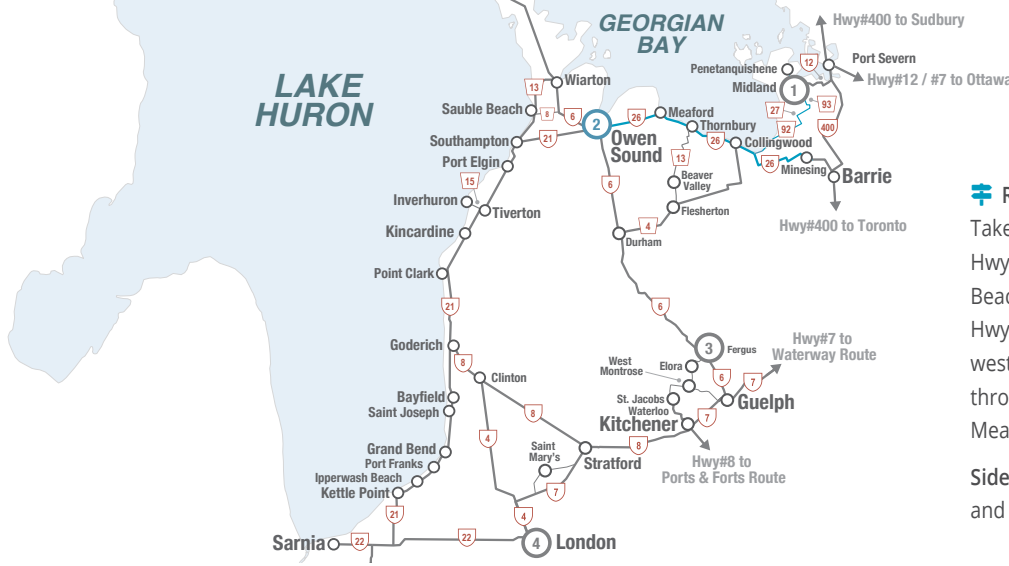 GEORGIAN
BAY
Hwy#400 to Sudbury
LAKE
HURON
12
Port Severn
Penetanquishene
Hwy#12 / #7 to Ottawa
Midland
1
Wiarton
13
Sauble Beach
8
6
27
93
92
400
Meaford
26
2
Owen
Sound
Thornbury
Southampton
21
26
Collingwood
13
Port Elgin
26
Minesing
Barrie
15
6
Beaver
Valley
Inverhuron
Tiverton
Flesherton
Kincardine
4
Durham
Hwy#400 to Toronto
Point Clark
21
6
Goderich
8
3
Fergus
Hwy#7 to
Waterway Route
West
Montrose
Elora
6
7
Clinton
Bayfield
Saint Joseph
St. Jacobs
Waterloo
Guelph
8
7
Kitchener
4
8
Saint
Mary's
Grand Bend
Port Franks
Stratford
Hwy#8 to
Ports & Forts Route
Ipperwash Beach
Kettle Point
7
21
4
Sarnia
22
22
4
London
R
Take
Hwy
Beac
Hwy
west
thro
Mea
Side
and